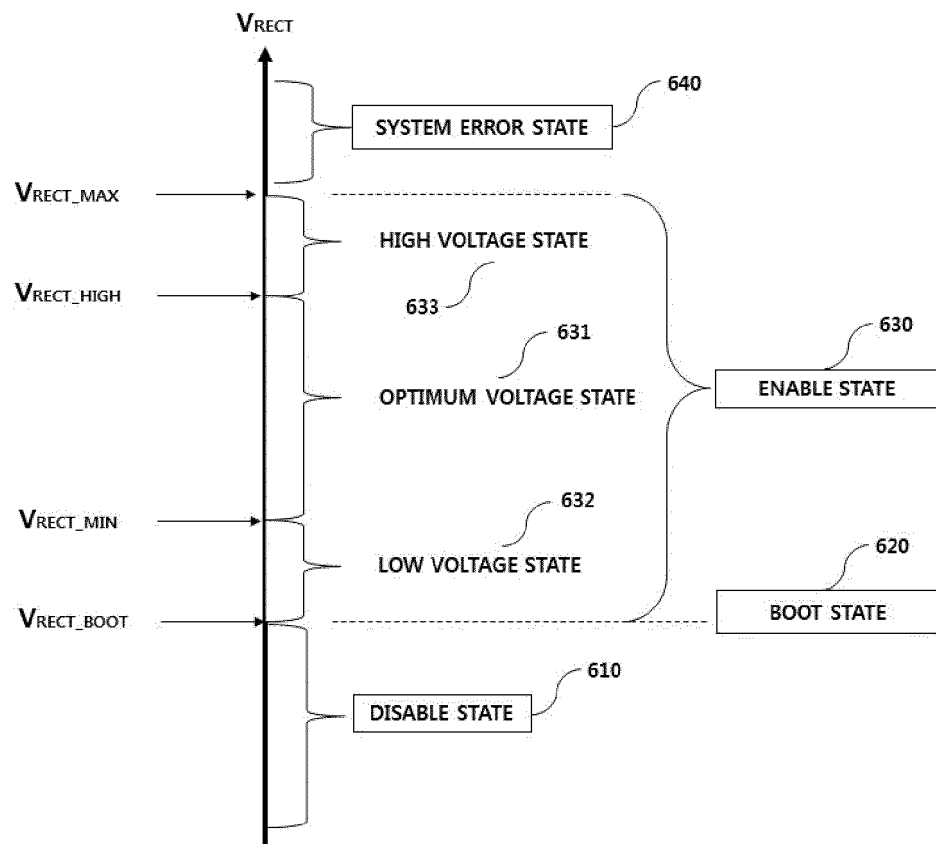 VRECT
640
SYSTEM ERROR STATE
VRECT_MAX
HIGH VOLTAGE STATE
VRECT_HIGH
633
631
630
OPTIMUM VOLTAGE STATE
ENABLE STATE
632
VRECT_MIN
LOW VOLTAGE STATE
620
VRECT_BOOT
BOOT STATE
610
DISABLE STATE